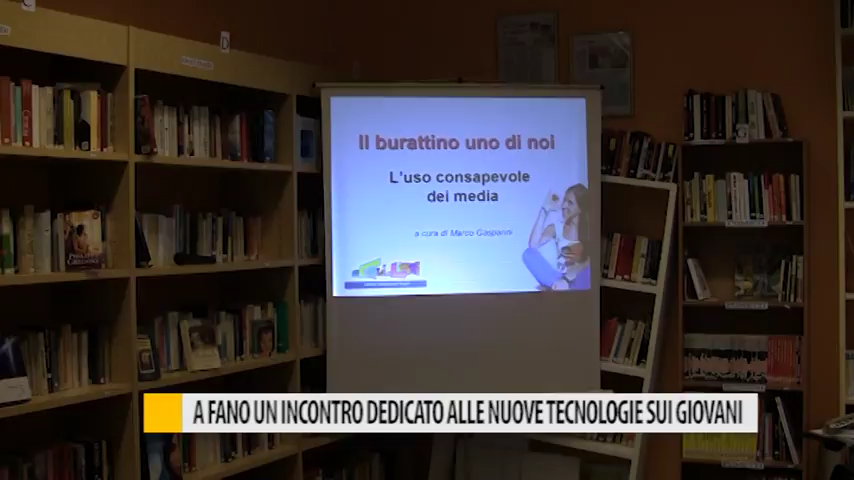 C
D
Il burattino uno di noi
L'uso consapevole
dei media
a cura di Marco Gasparini
A FANO UN INCONTRO DEDICATO ALLE NUOVE TECNOLOGIE SUI GIOVANI